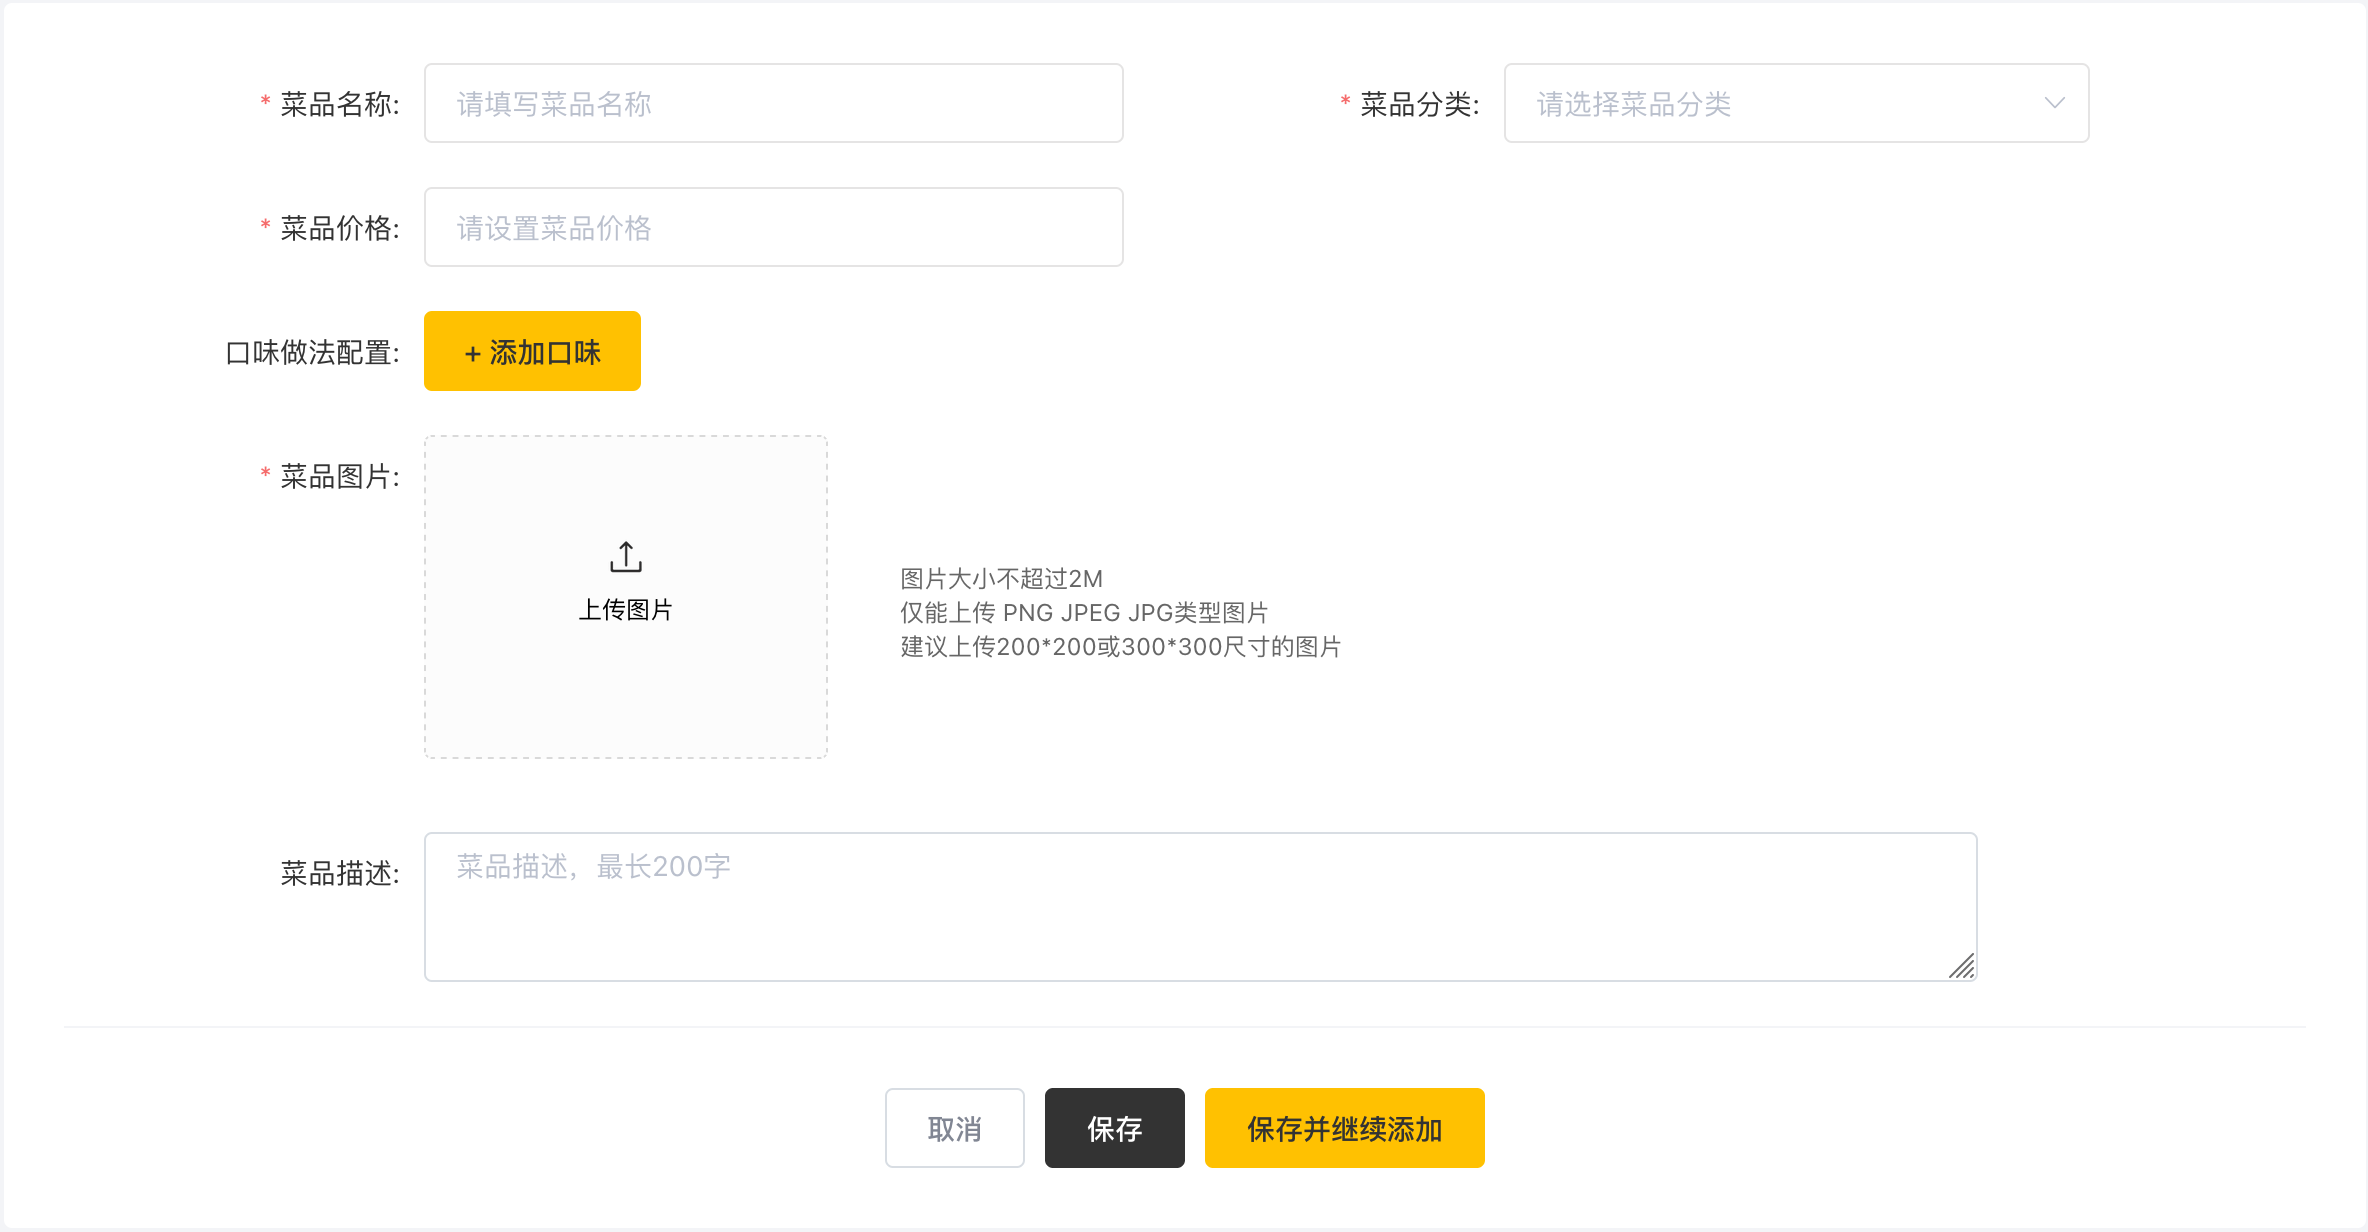 * 菜品名称: 请填写菜品名称
* 菜品分类: 请选择菜品分类
* 菜品价格: 请设置菜品价格
口味做法配置: + 添加口味
* 菜品图片:
上传图片
图片大小不超过2M
仅能上传 PNG JPEG JPG类型图片
建议上传200*200或300*300尺寸的图片
菜品描述: 菜品描述，最长200字
取消 保存 保存并继续添加